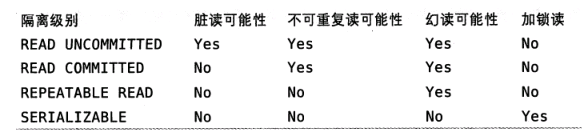 隔离级别 脏读可能性 不可重复读可能性 幻读可能性 加锁读
READ UNCOMMITTED Yes Yes Yes No
READ COMMITTED No Yes Yes No
REPEATABLE READ No No Yes No
SERIALIZABLE No No No Yes